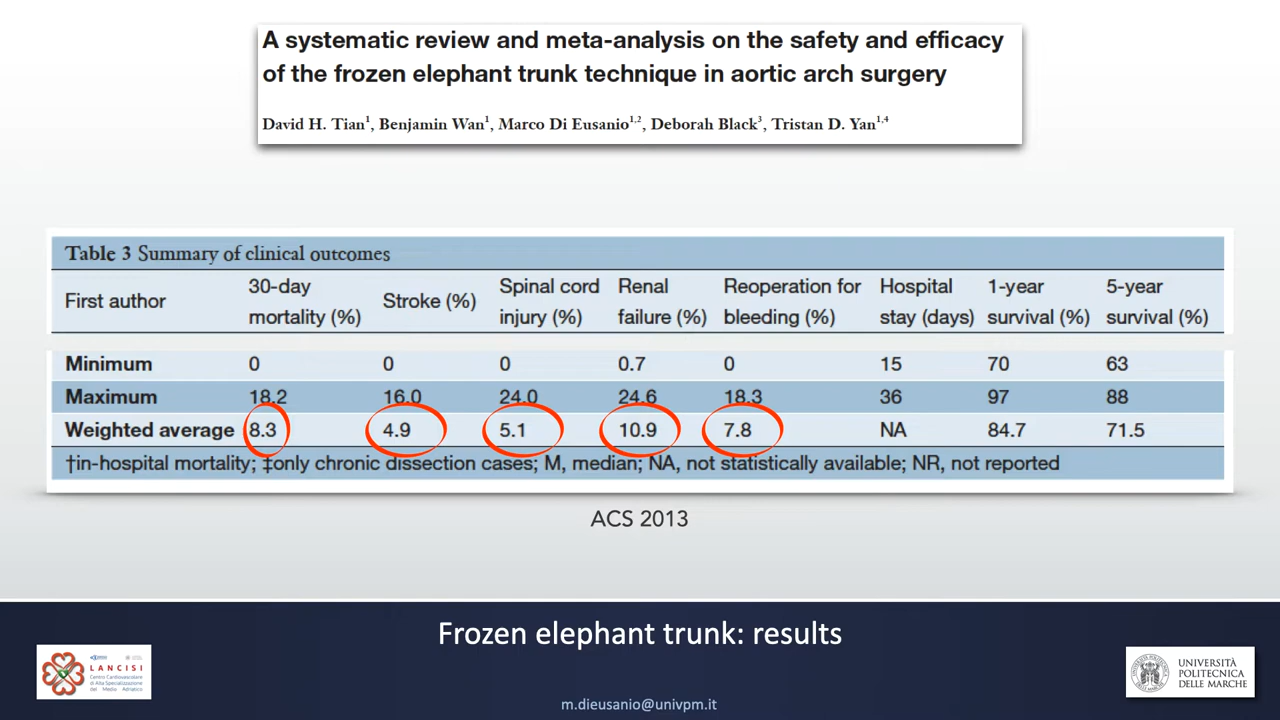 A systematic review and meta-analysis on the safety and efficacy
of the frozen elephant trunk technique in aortic arch surgery
David H. Tian1, Benjamin Wan1, Marco Di Eusanio1,2, Deborah Black3, Tristan D. Yan1,4
Table 3 Summary of clinical outcomes
First author 30-day mortality (%) Stroke (%) Spinal cord injury (%) Renal failure (%) Reoperation for bleeding (%) Hospital stay (days) 1-year survival (%) 5-year survival (%)
Minimum 0 0 0 0.7 0 15 70 63
Maximum 18.2 16.0 24.0 24.6 18.3 36 97 88
Weighted average 8.3 4.9 5.1 10.9 7.8 NA 84.7 71.5
†in-hospital mortality; ‡only chronic dissection cases; M, median; NA, not statistically available; NR, not reported
ACS 2013
Frozen elephant trunk: results
LANCISI
Centro Cardiovascolare
di Alta Specializzazione
del Medio Adriatico
UNIVERSITÀ
POLITECNICA
DELLE MARCHE
m.dieusanio@univpm.it